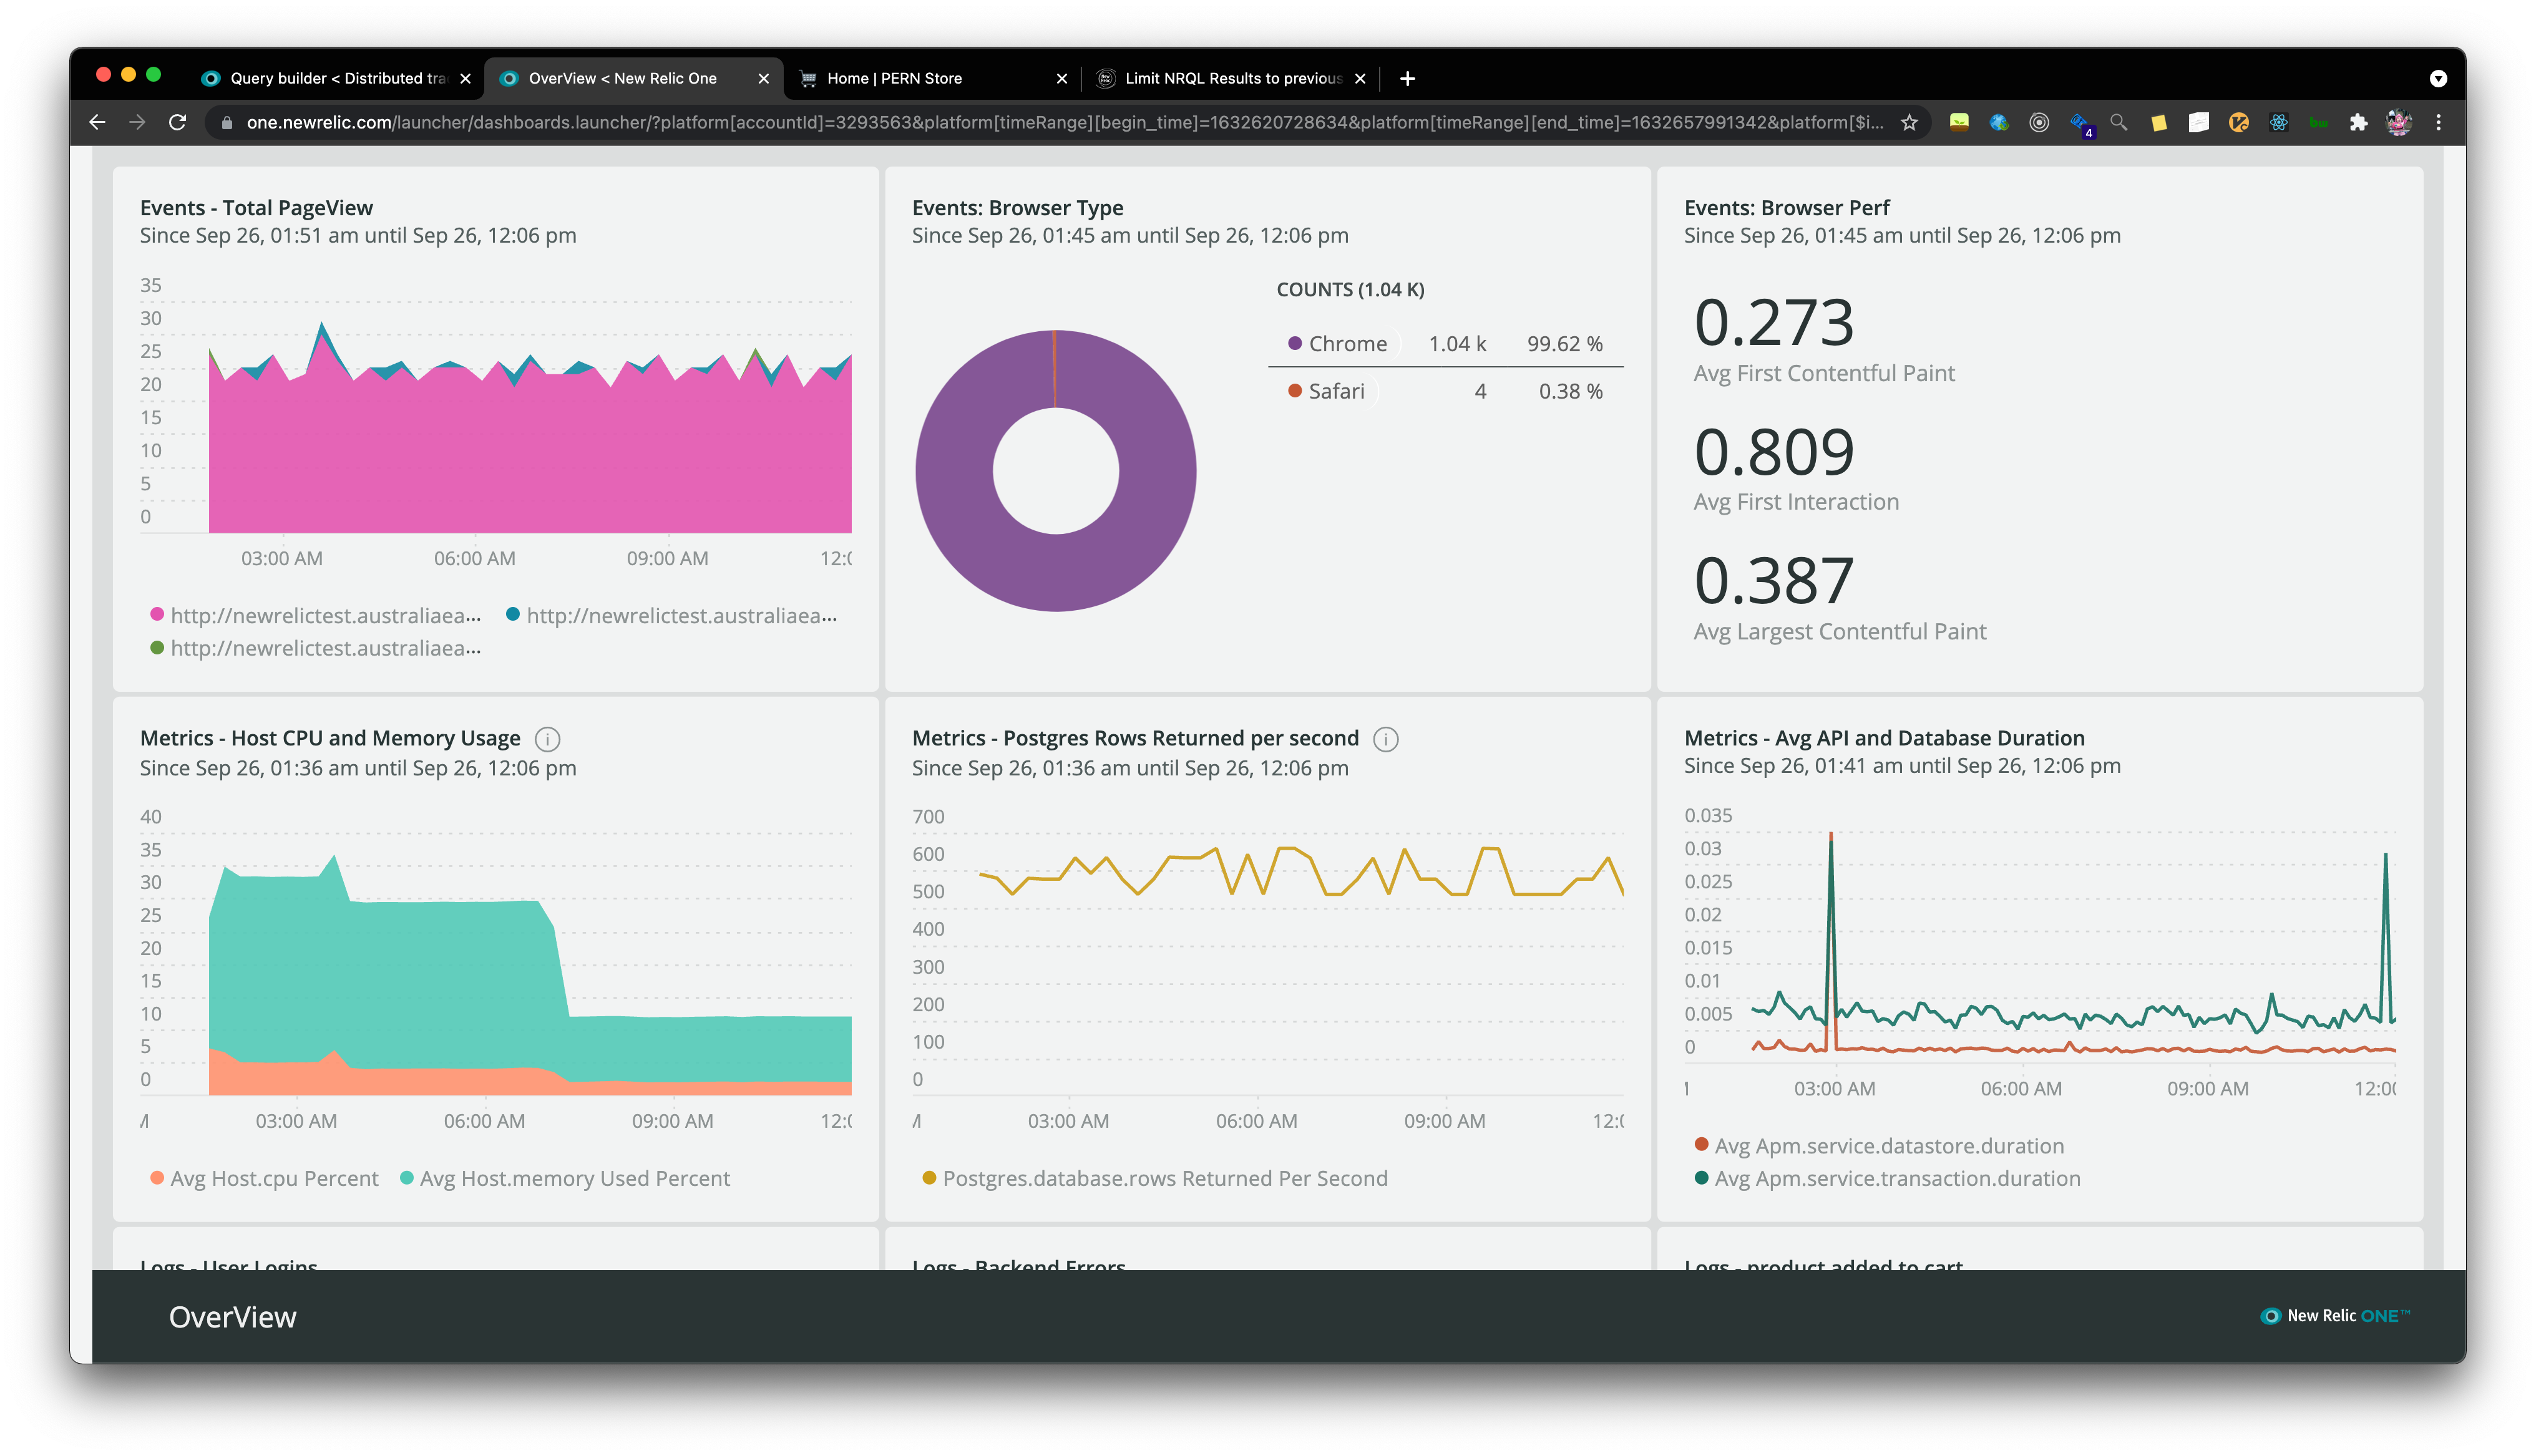 Query builder < Distributed tra
OverView < New Relic One
Home | PERN Store
Limit NRQL Results to previous
one.newrelic.com/launcher/dashboards.launcher/?platform[accountId]=3293563&platform[timeRange][begin_time]=1632620728634&platform[timeRange][end_time]=1632657991342&platform[$i...
4
Events - Total PageView
Since Sep 26, 01:51 am until Sep 26, 12:06 pm
35
30
25
20
15
10
5
0
03:00 AM 06:00 AM 09:00 AM 12:0
http://newrelictest.australiaea... http://newrelictest.australiaea...
http://newrelictest.australiaea...
Events: Browser Type
Since Sep 26, 01:45 am until Sep 26, 12:06 pm
COUNTS (1.04 K)
Chrome 1.04 k 99.62 %
Safari 4 0.38 %
Events: Browser Perf
Since Sep 26, 01:45 am until Sep 26, 12:06 pm
0.273
Avg First Contentful Paint
0.809
Avg First Interaction
0.387
Avg Largest Contentful Paint
Metrics - Host CPU and Memory Usage
Since Sep 26, 01:36 am until Sep 26, 12:06 pm
40
35
30
25
20
15
10
5
0
03:00 AM 06:00 AM 09:00 AM 12:0
Avg Host.cpu Percent Avg Host.memory Used Percent
Metrics - Postgres Rows Returned per second
Since Sep 26, 01:36 am until Sep 26, 12:06 pm
700
600
500
400
300
200
100
0
03:00 AM 06:00 AM 09:00 AM 12:0
Postgres.database.rows Returned Per Second
Metrics - Avg API and Database Duration
Since Sep 26, 01:41 am until Sep 26, 12:06 pm
0.035
0.03
0.025
0.02
0.015
0.01
0.005
0
03:00 AM 06:00 AM 09:00 AM 12:00
Avg Apm.service.datastore.duration
Avg Apm.service.transaction.duration
Logs - User Logins
Logs - Backend Errors
Logs - product added to cart
OverView
New Relic ONE™